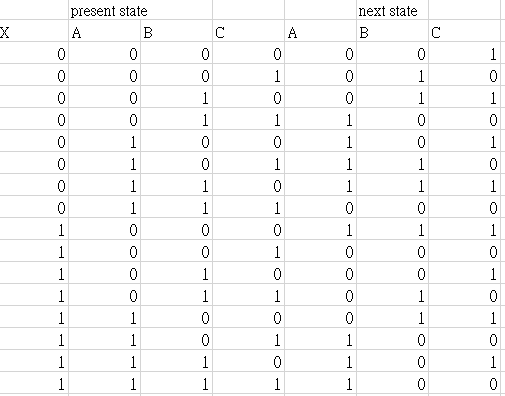 present state next state
X A B C A B C
0 0 0 0 0 0 1
0 0 0 1 0 1 0
0 0 1 0 0 1 1
0 0 1 1 1 0 0
0 1 0 0 1 0 1
0 1 0 1 1 1 0
0 1 1 0 1 1 1
0 1 1 1 0 0 0
1 0 0 0 1 1 1
1 0 0 1 0 0 0
1 0 1 0 0 0 1
1 0 1 1 0 1 0
1 1 0 0 0 1 1
1 1 0 1 1 0 0
1 1 1 0 1 0 1
1 1 1 1 1 0 0